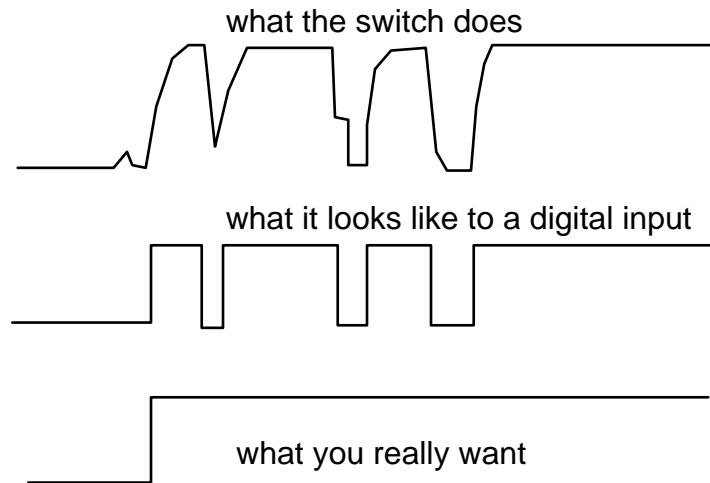 what the switch does
what it looks like to a digital input
what you really want